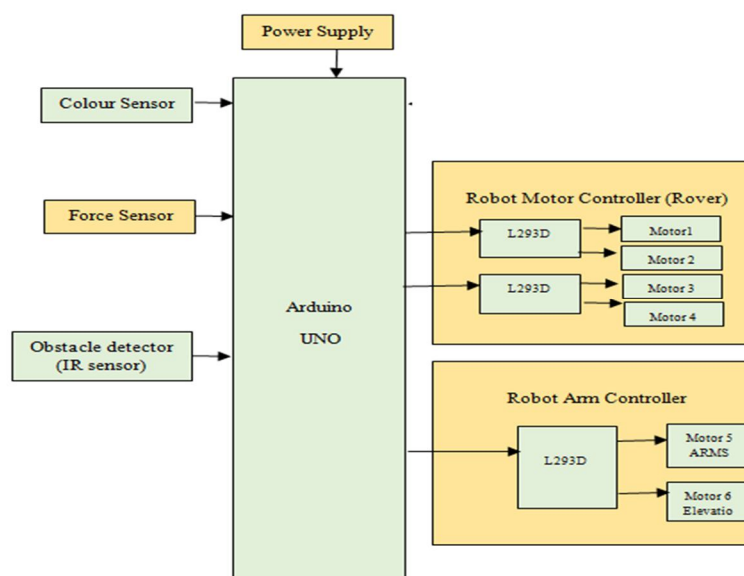 Power Supply
Colour Sensor
Force Sensor
Obstacle detector
(IR sensor)
Arduino
UNO
Robot Motor Controller (Rover)
L293D
Motor1
Motor 2
L293D
Motor 3
Motor 4
Robot Arm Controller
L293D
Motor 5
ARMS
Motor 6
Elevatio